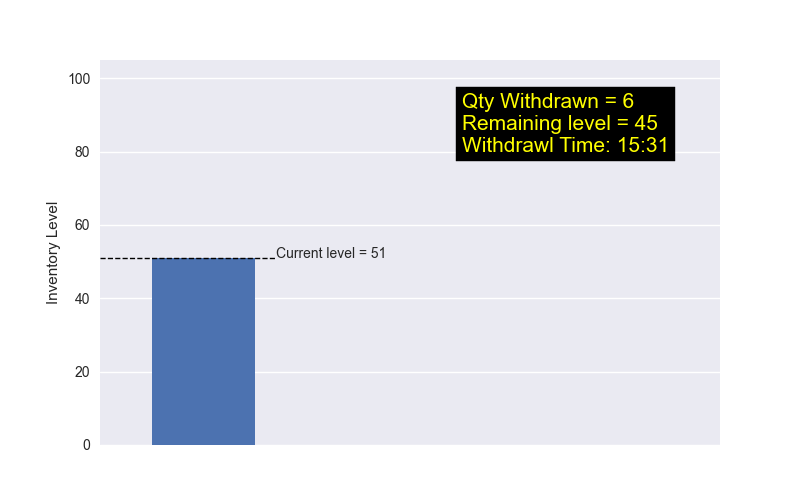 100
80
60
40
20
0
Inventory Level
Current level = 51
Qty Withdrawn = 6
Remaining level = 45
Withdrawl Time: 15:31